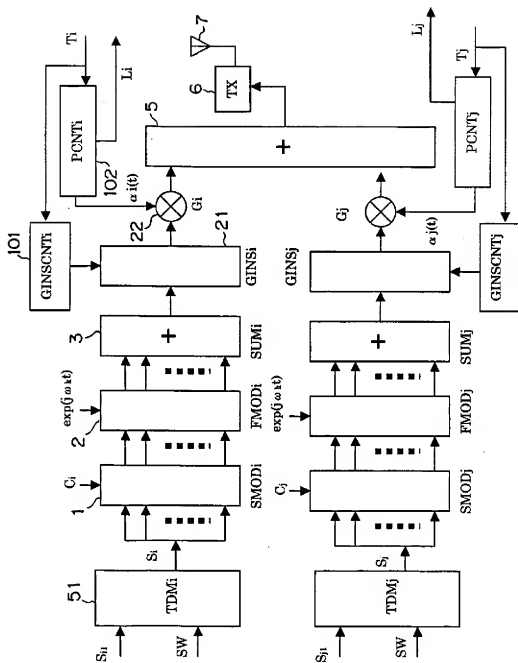 7
Ti
Li
Lj
Tj
6
TX
PCNTi
102
5
+
PCNTj
αi(t)
22
Gi
Gj
αj(t)
101
GINSCNTi
21
GINSi
GINSj
GINSCNTj
3
+
SUMi
+
SUMj
exp(jωkt)
2
FMODi
exp(jωkt)
FMODj
Ci
1
SMODi
Cj
SMODj
Si
Sj
51
TDMi
TDMj
Si1
SW
Sj1
SW